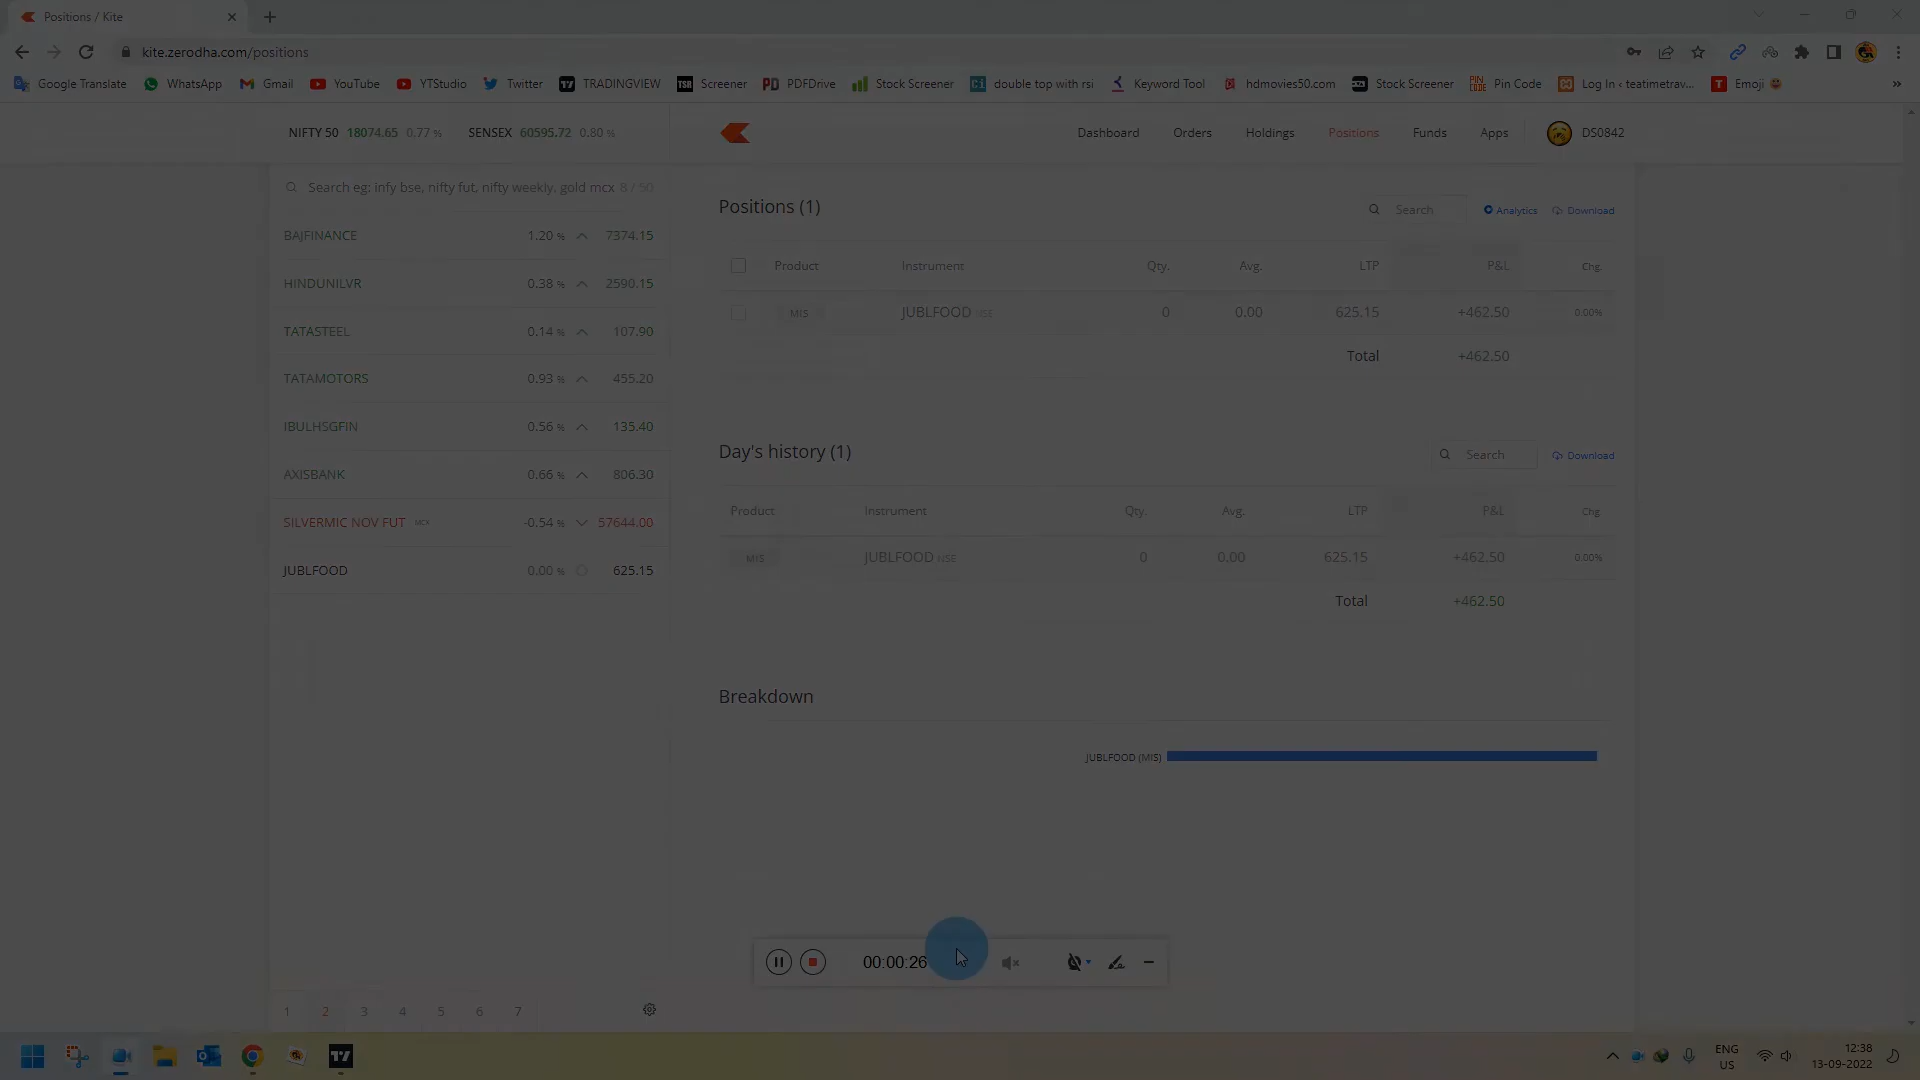 Positions / Kite
kite.zerodha.com/positions
Google Translate WhatsApp Gmail YouTube YTStudio Twitter TRADINGVIEW Screener PDFDrive Stock Screener double top with rsi Keyword Tool hdmovies50.com Stock Screener Pin Code Log In ‹ teatimetrav... Emoji
NIFTY 50 18074.65 0.77 % SENSEX 60595.72 0.80 % Dashboard Orders Holdings Positions Funds Apps DS0842
Search eg: infy bse, nifty fut, nifty weekly, gold mcx 8 / 50
Positions (1) Search Analytics Download
BAJFINANCE 1.20 % 7374.15
Product Instrument Qty. Avg. LTP P&L Chg.
HINDUNILVR 0.38 % 2590.15
MIS JUBLFOOD NSE 0 0.00 625.15 +462.50 0.00%
TATASTEEL 0.14 % 107.90
Total +462.50
TATAMOTORS 0.93 % 455.20
IBULHSGFIN 0.56 % 135.40
Day's history (1) Search Download
AXISBANK 0.66 % 806.30
Product Instrument Qty. Avg. LTP P&L Chg
SILVERMIC NOV FUT MCX -0.54 % 57644.00
MIS JUBLFOOD NSE 0 0.00 625.15 +462.50 0.00%
JUBLFOOD 0.00 % 625.15
Total +462.50
Breakdown
JUBLFOOD (MIS)
00:00:26
1 2 3 4 5 6 7
ENG 12:38
US 13-09-2022